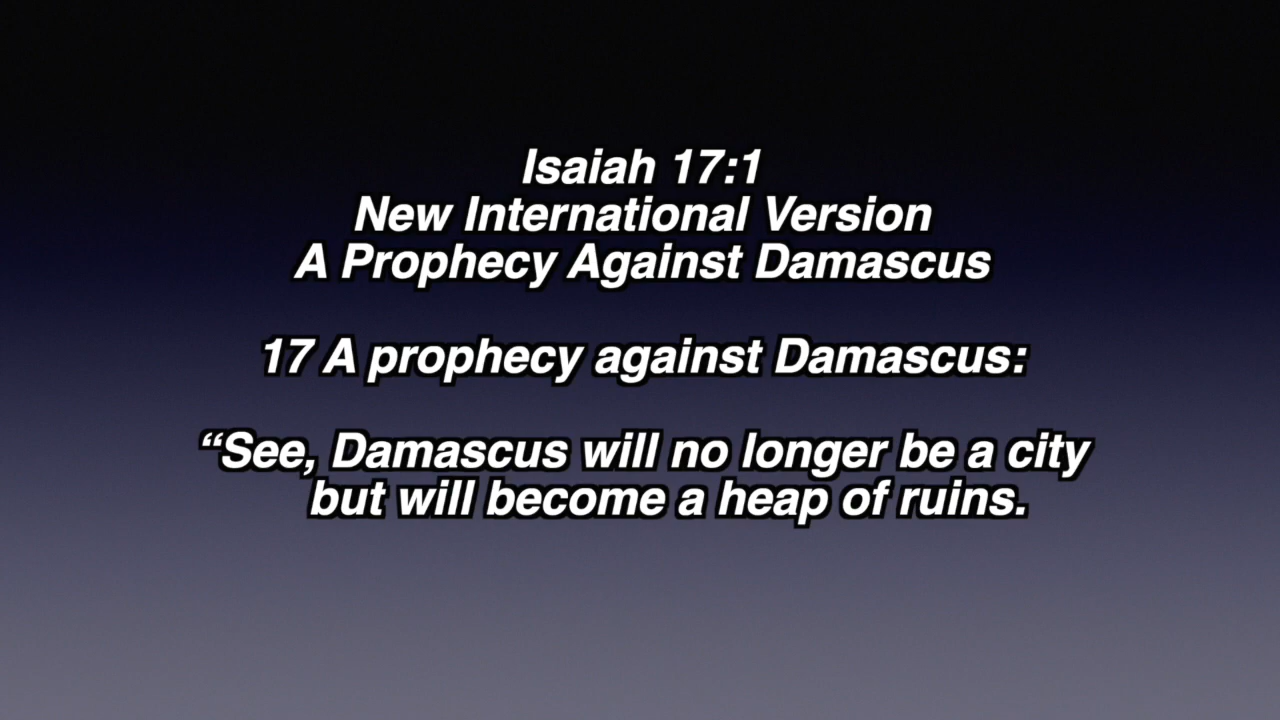 Isaiah 17:1
New International Version
A Prophecy Against Damascus
17 A prophecy against Damascus:
“See, Damascus will no longer be a city
but will become a heap of ruins.